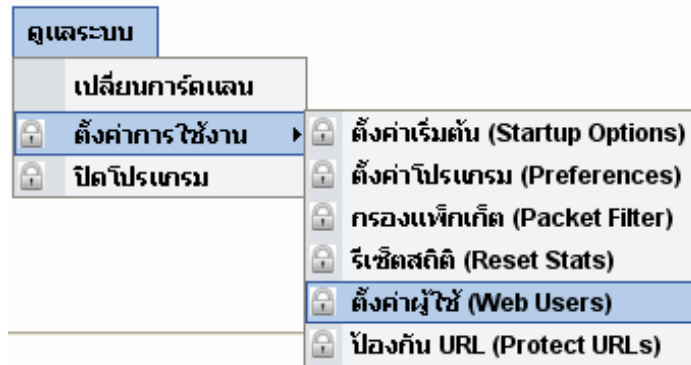 ดูแลระบบ
เปลี่ยนการ์ดแลน
ตั้งค่าการใช้งาน
ปิดโปรแกรม
ตั้งค่าเริ่มต้น (Startup Options)
ตั้งค่าโปรแกรม (Preferences)
กรองแพ็กเก็ต (Packet Filter)
รีเซ็ตสถิติ (Reset Stats)
ตั้งค่าผู้ใช้ (Web Users)
ป้องกัน URL (Protect URLs)